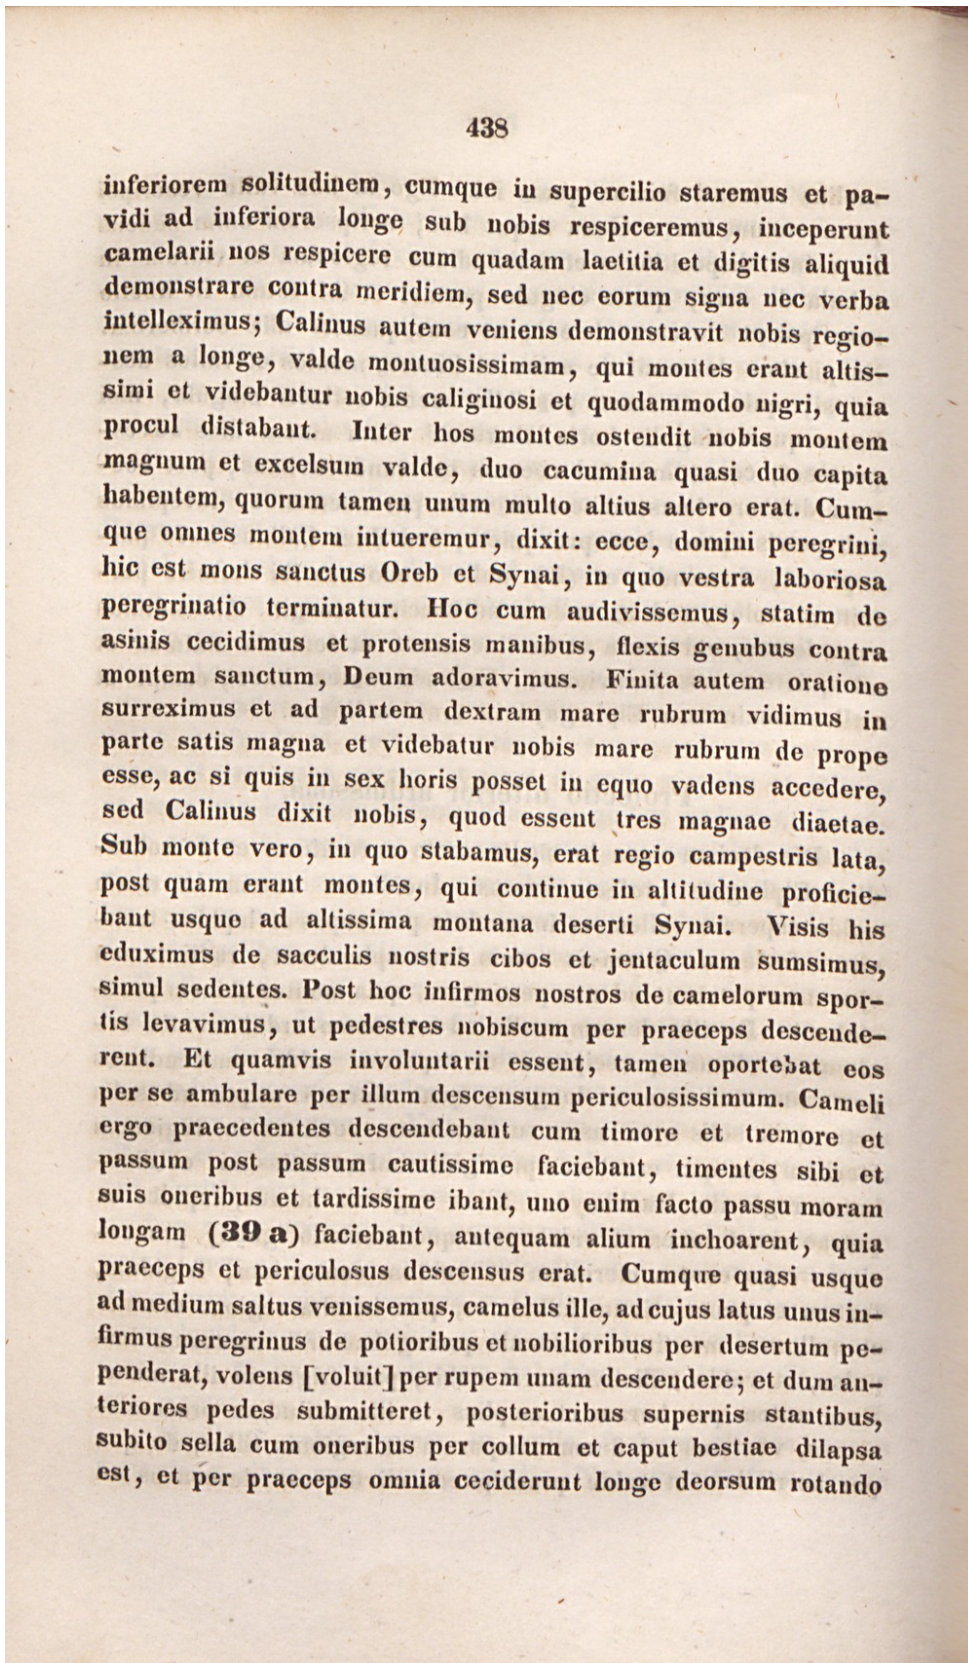 438
inferiorem solitudinem, cumque in supercilio staremus et pa-
vidi ad inferiora longe sub nobis respiceremus, inceperunt
camelarii nos respicere cum quadam laetitia et digitis aliquid
demonstrare contra meridiem, sed nec eorum signa nec verba
intelleximus; Calinus autem veniens demonstravit nobis regio-
nem a longe, valde montuosissimam, qui montes erant altis-
simi et videbantur nobis caliginosi et quodammodo nigri, quia
procul distabant. Inter hos montes ostendit nobis montem
magnum et excelsum valde, duo cacumina quasi duo capita
habentem, quorum tamen unum multo altius altero erat. Cum-
que omnes montem intueremur, dixit: ecce, domini peregrini,
hic est mons sanctus Oreb et Synai, in quo vestra laboriosa
peregrinatio terminatur. Hoc cum audivissemus, statim de
asinis cecidimus et protensis manibus, flexis genubus contra
montem sanctum, Deum adoravimus. Finita autem oratione
surreximus et ad partem dextram mare rubrum vidimus in
parte satis magna et videbatur nobis mare rubrum de prope
esse, ac si quis in sex horis posset in equo vadens accedere,
sed Calinus dixit nobis, quod essent tres magnae diaetae.
Sub monte vero, in quo stabamus, erat regio campestris lata,
post quam erant montes, qui continue in altitudine proficie-
bant usque ad altissima montana deserti Synai. Visis his
eduximus de sacculis nostris cibos et jentaculum sumsimus,
simul sedentes. Post hoc infirmos nostros de camelorum spor-
tis levavimus, ut pedestres nobiscum per praeceps descende-
rent. Et quamvis involuntarii essent, tamen oportebat eos
per se ambulare per illum descensum periculosissimum. Cameli
ergo praecedentes descendebant cum timore et tremore et
passum post passum cautissime faciebant, timentes sibi et
suis oneribus et tardissime ibant, uno enim facto passu moram
longam (39 a) faciebant, antequam alium inchoarent, quia
praeceps et periculosus descensus erat. Cumque quasi usque
ad medium saltus venissemus, camelus ille, ad cujus latus unus in-
firmus peregrinus de potioribus et nobilioribus per desertum pe-
penderat, volens [voluit] per rupem unam descendere; et dum an-
teriores pedes submitteret, posterioribus supernis stantibus,
subito sella cum oneribus per collum et caput bestiae dilapsa
est, et per praeceps omnia ceciderunt longe deorsum rotando